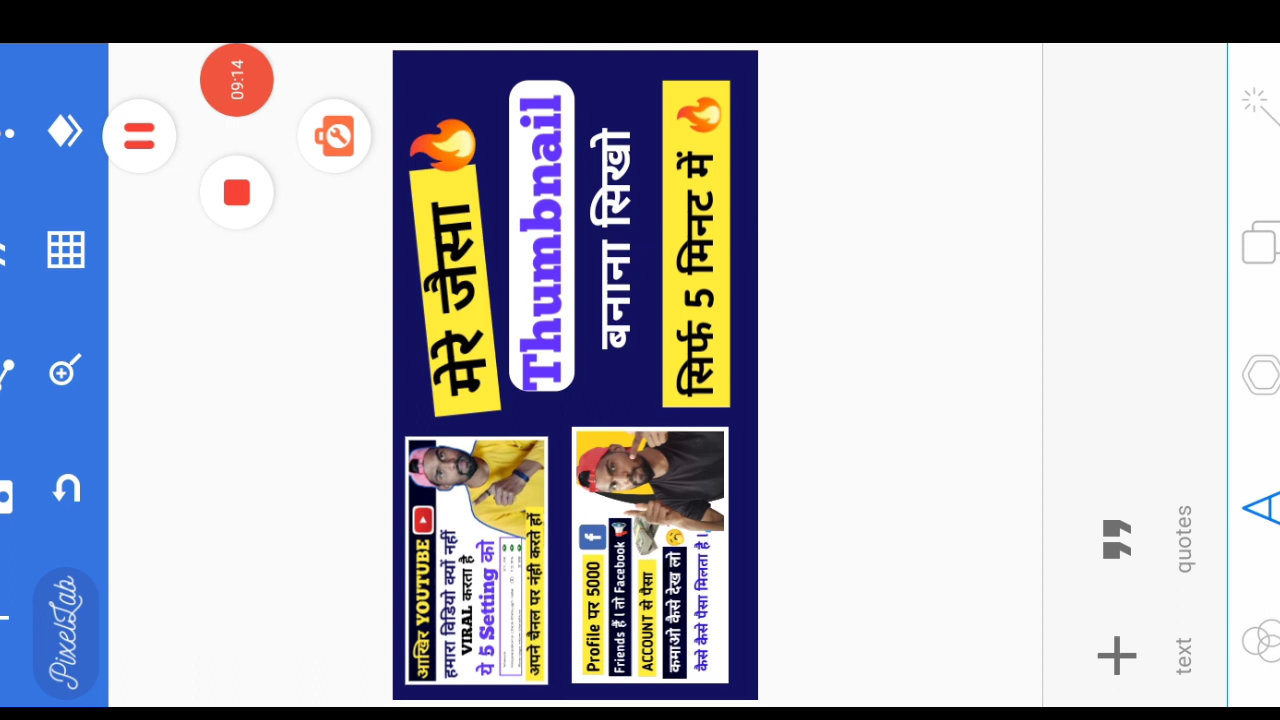 09:14
PixelLab
मेरे जैसा
Thumbnail
बनाना सिखो
सिर्फ 5 मिनट में
आखिर YOUTUBE
हमारा विडियो क्यों नहीं
VIRAL करता है
ये 5 Setting को
अपने चैनल पर नंही करते हों
Profile पर 5000
Friends हैं । तो Facebook
ACCOUNT से पैसा
कमाओ कैसे देख लो
कैसे कैसे पैसा मिलता है ।
text
quotes